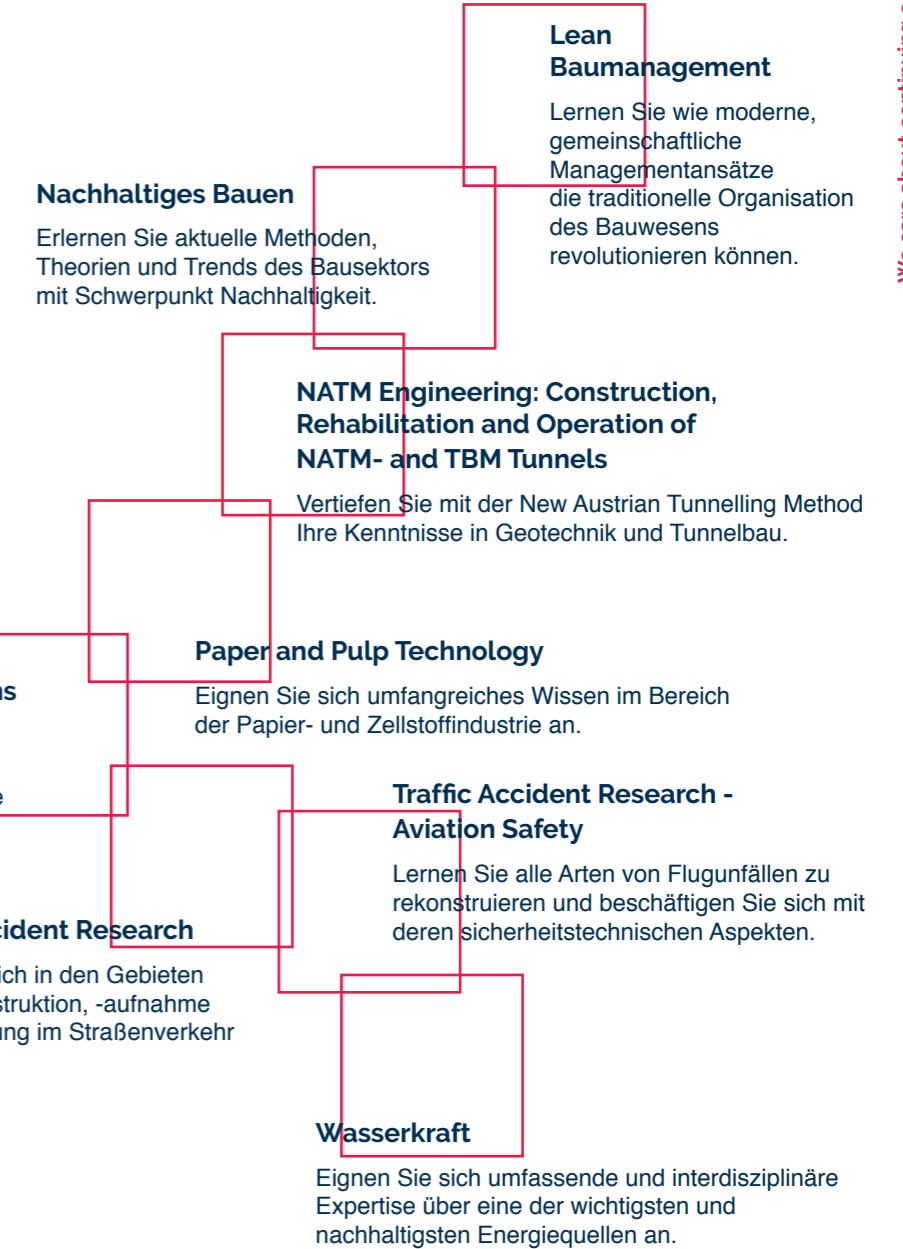 Lean
Baumanagement
Lernen Sie wie moderne,
gemeinschaftliche
Managementansätze
die traditionelle Organisation
des Bauwesens
revolutionieren können.
Nachhaltiges Bauen
Erlernen Sie aktuelle Methoden,
Theorien und Trends des Bausektors
mit Schwerpunkt Nachhaltigkeit.
NATM Engineering: Construction,
Rehabilitation and Operation of
NATM- and TBM Tunnels
Vertiefen Sie mit der New Austrian Tunnelling Method
Ihre Kenntnisse in Geotechnik und Tunnelbau.
Paper and Pulp Technology
Eignen Sie sich umfangreiches Wissen im Bereich
der Papier- und Zellstoffindustrie an.
Traffic Accident Research -
Aviation Safety
Lernen Sie alle Arten von Flugunfällen zu
rekonstruieren und beschäftigen Sie sich mit
deren sicherheitstechnischen Aspekten.
Research
in den Gebieten
-aufnahme
im Straßenverkehr
Wasserkraft
Eignen Sie sich umfassende und interdisziplinäre
Expertise über eine der wichtigsten und
nachhaltigsten Energiequellen an.